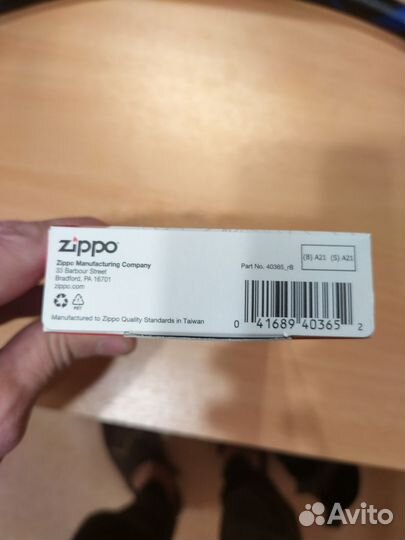 zippo
Zippo Manufacturing Company
33 Barbour Street
Bradford, PA 16701
zippo.com
PET
Manufactured to Zippo Quality Standards in Taiwan
Part No. 40365_rB
(B) A21 (S) A21
0 41689 40365 2
Avito